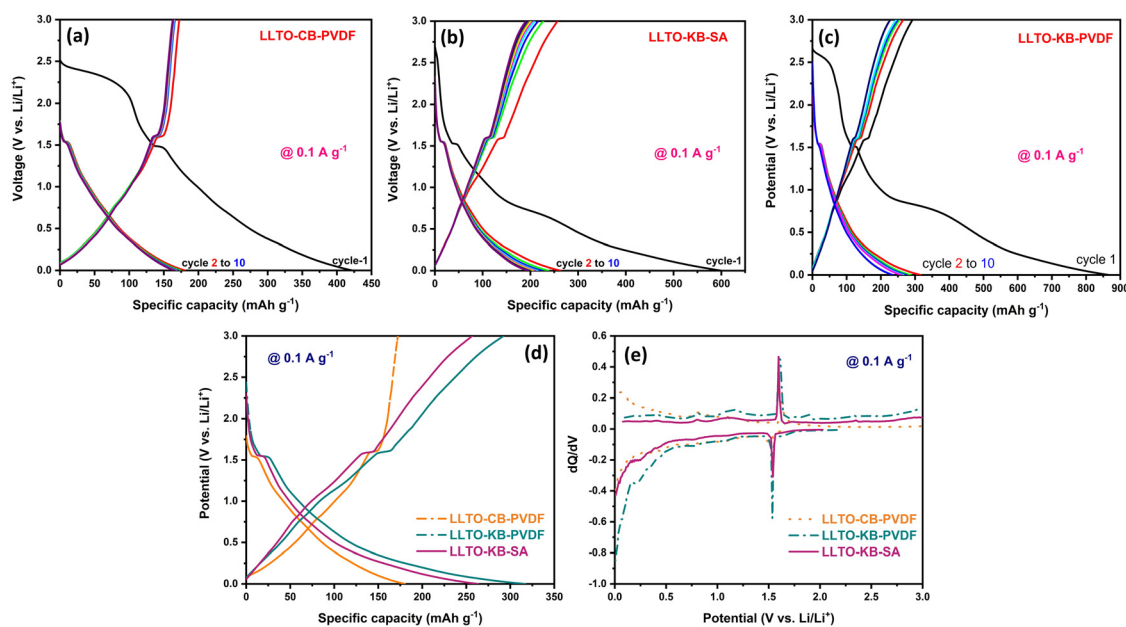 (a)
LLTO-CB-PVDF
@ 0.1 A g⁻¹
cycle 2 to 10
cycle-1
Voltage (V vs. Li/Li⁺)
3.0
2.5
2.0
1.5
1.0
0.5
0.0
0 50 100 150 200 250 300 350 400 450
Specific capacity (mAh g⁻¹)
(b)
LLTO-KB-SA
@ 0.1 A g⁻¹
cycle 2 to 10
cycle-1
Voltage (V vs. Li/Li⁺)
3.0
2.5
2.0
1.5
1.0
0.5
0.0
0 100 200 300 400 500 600
Specific capacity (mAh g⁻¹)
(c)
LLTO-KB-PVDF
@ 0.1 A g⁻¹
cycle 2 to 10
cycle 1
Potential (V vs. Li/Li⁺)
3.0
2.5
2.0
1.5
1.0
0.5
0.0
0 100 200 300 400 500 600 700 800 900
Specific capacity (mAh g⁻¹)
@ 0.1 A g⁻¹
(d)
LLTO-CB-PVDF
LLTO-KB-PVDF
LLTO-KB-SA
Potential (V vs. Li/Li⁺)
3.0
2.5
2.0
1.5
1.0
0.5
0.0
0 50 100 150 200 250 300 350
Specific capacity (mAh g⁻¹)
(e)
@ 0.1 A g⁻¹
LLTO-CB-PVDF
LLTO-KB-PVDF
LLTO-KB-SA
dQ/dV
0.6
0.4
0.2
0.0
-0.2
-0.4
-0.6
-0.8
-1.0
0.0 0.5 1.0 1.5 2.0 2.5 3.0
Potential (V vs. Li/Li⁺)